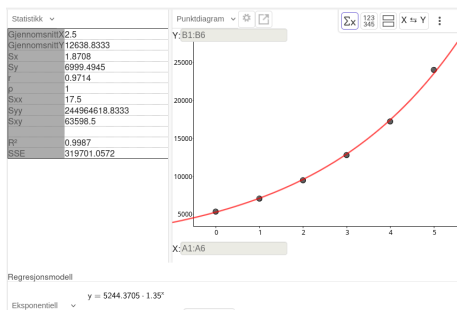 Statistikk
GjennomsnittX 2.5
GjennomsnittY 12638.8333
Sx 1.8708
Sy 6999.4945
r 0.9714
ρ 1
Sxx 17.5
Syy 244964618.8333
Sxy 63598.5
R² 0.9987
SSE 319701.0572
Punktdiagram
Σx 123 345 X ⇆ Y
Y: B1:B6
25000
20000
15000
10000
5000
0 1 2 3 4 5
X: A1:A6
Regresjonsmodell
Eksponentiell y = 5244.3705 · 1.35ˣ